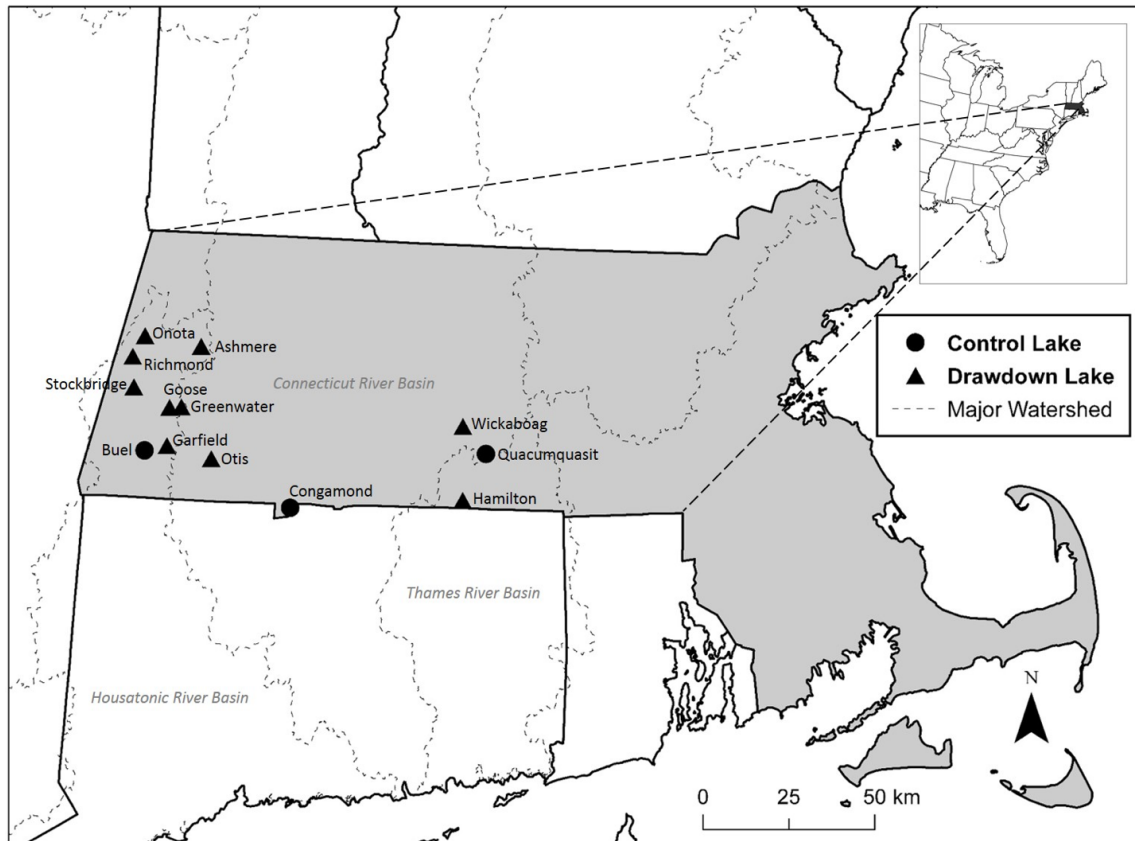 Onota
Ashmere
Richmond
Stockbridge
Goose
Connecticut River Basin
Greenwater
Wickaboag
Garfield
Buel
Quacumquasit
Otis
Congamond
Hamilton
Control Lake
Drawdown Lake
Major Watershed
Thames River Basin
Housatonic River Basin
N
0 25 50 km